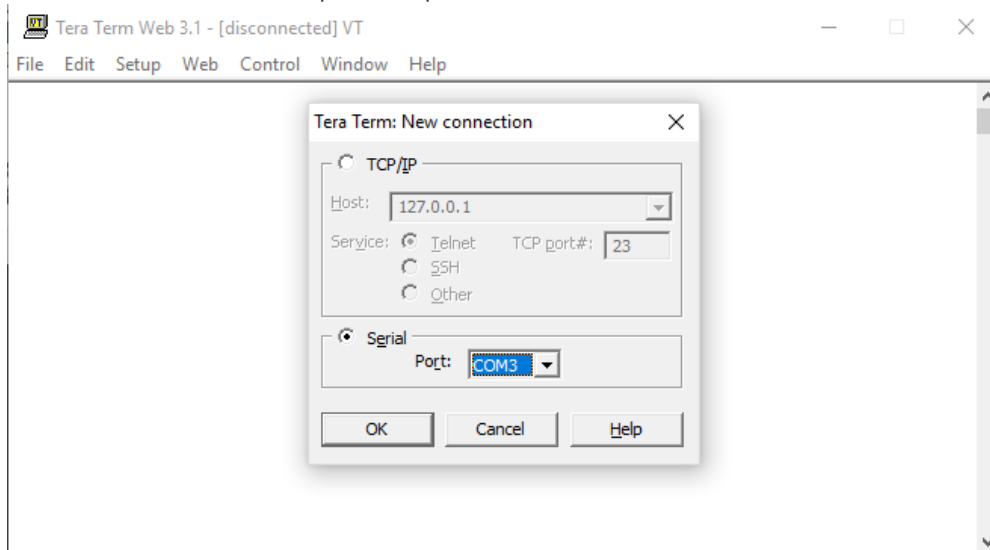 Tera Term Web 3.1 - [disconnected] VT
File Edit Setup Web Control Window Help
Tera Term: New connection
TCP/IP
Host: 127.0.0.1
Service: Telnet TCP port#: 23
SSH
Other
Serial
Port: COM3
OK Cancel Help